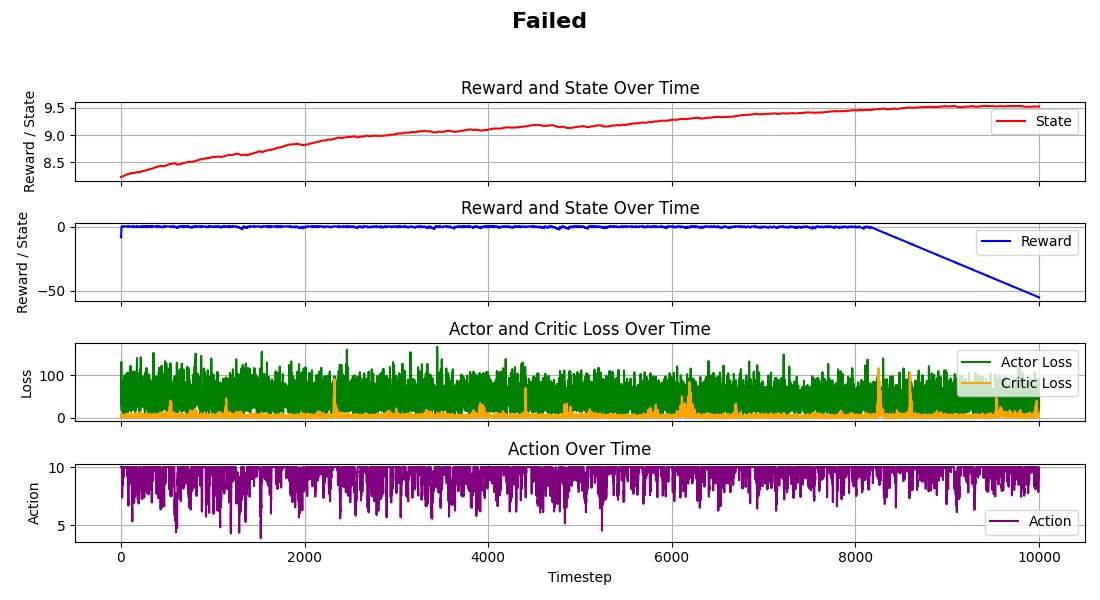 Failed
Reward and State Over Time
Reward / State
9.5
9.0
8.5
State
Reward and State Over Time
Reward / State
0
−50
Reward
Actor and Critic Loss Over Time
Loss
100
0
Actor Loss
Critic Loss
Action Over Time
Action
10
5
Action
0 2000 4000 6000 8000 10000
Timestep